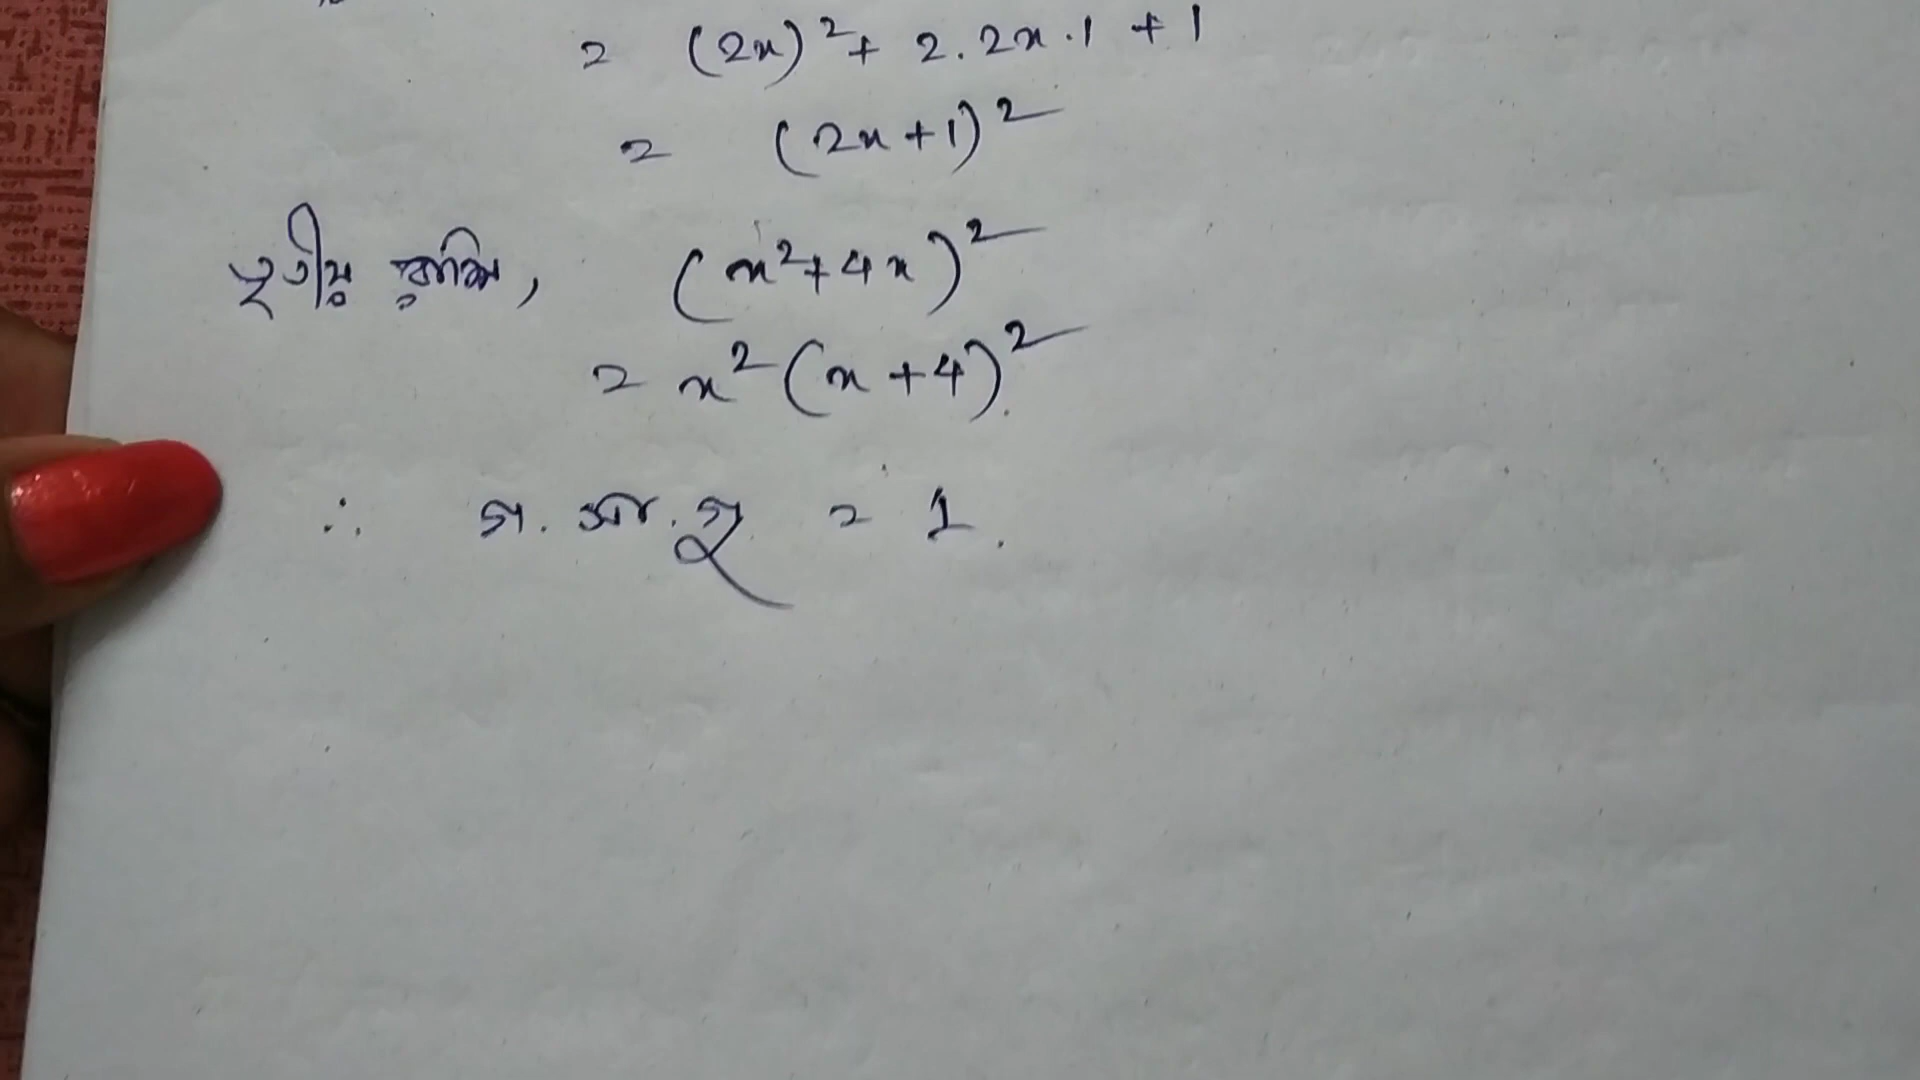 = (2x)² + 2.2x.1 + 1
= (2x+1)²
তৃতীয় রাশি, (x²+4x)²
= x²(x+4)²
∴ গ.সা.গু = 1.